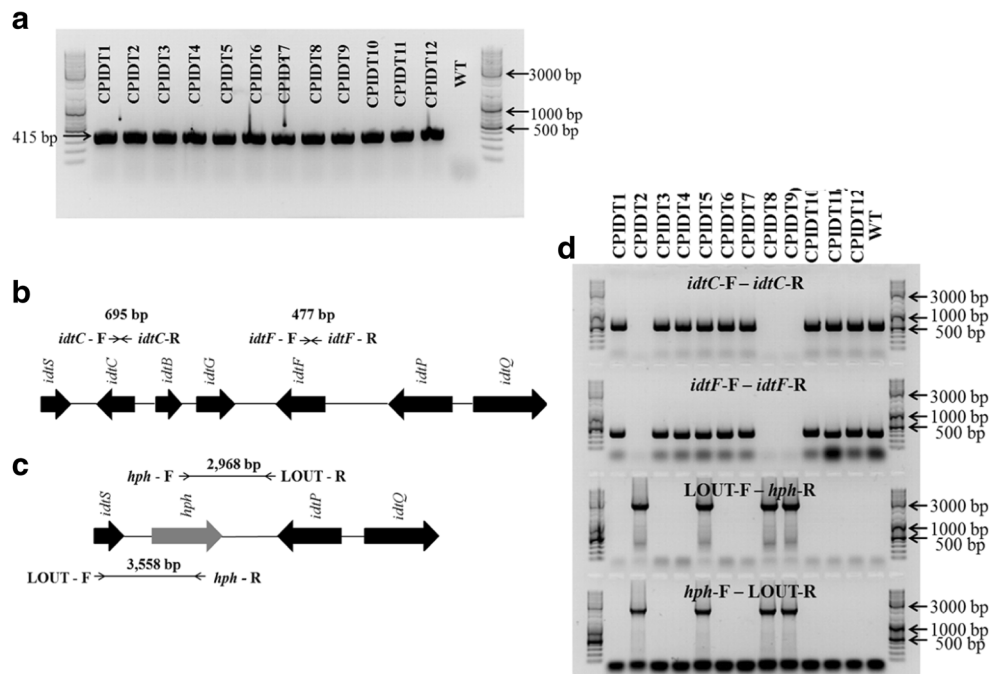 a
CPIDT1 CPIDT2 CPIDT3 CPIDT4 CPIDT5 CPIDT6 CPIDT7 CPIDT8 CPIDT9 CPIDT10 CPIDT11 CPIDT12 WT
3000 bp
1000 bp
500 bp
415 bp
b
695 bp
477 bp
idtC - F idtC-R
idtF - F idtF - R
idtS idtC idtB idtG idtF idtP idtQ
c
2,968 bp
hph - F LOUT - R
idtS hph idtP idtQ
3,558 bp
LOUT - F hph - R
d
CPIDT1 CPIDT2 CPIDT3 CPIDT4 CPIDT5 CPIDT6 CPIDT7 CPIDT8 CPIDT9 CPIDT10 CPIDT11 CPIDT12 WT
idtC-F – idtC-R
3000 bp
1000 bp
500 bp
idtF-F – idtF-R
3000 bp
1000 bp
500 bp
LOUT-F – hph-R
3000 bp
1000 bp
500 bp
hph-F – LOUT-R
3000 bp
1000 bp
500 bp